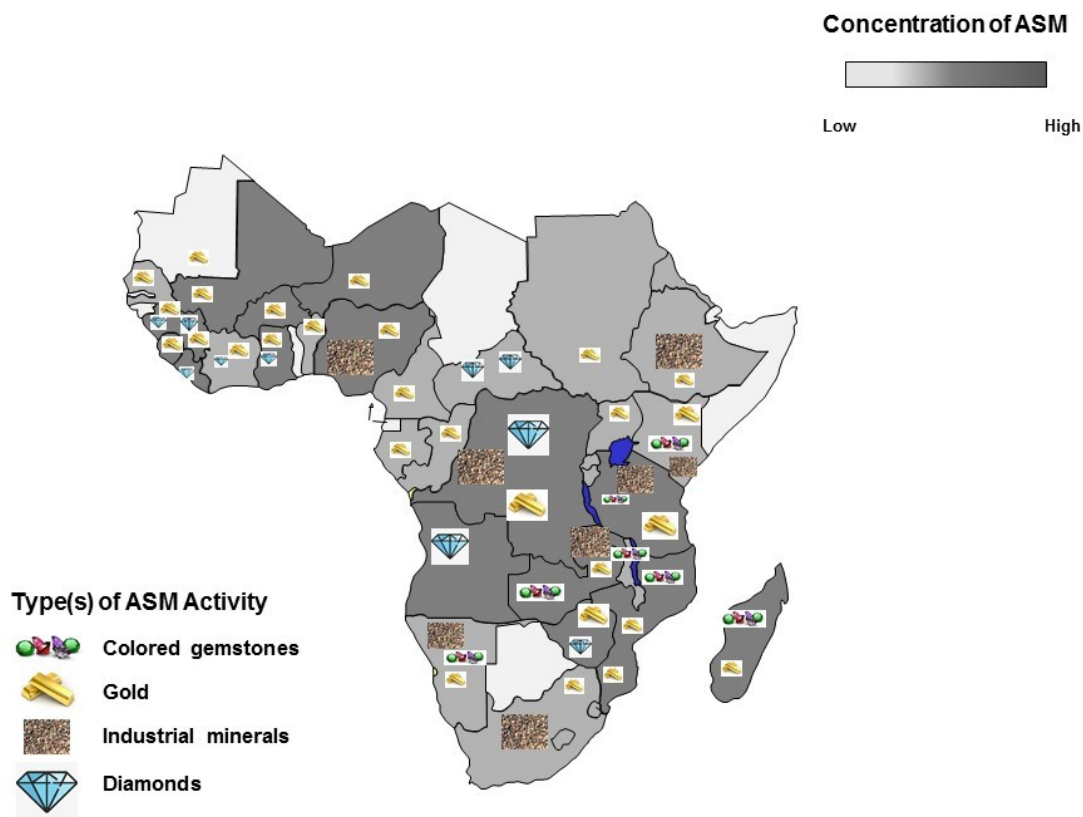 Concentration of ASM
Low High
Type(s) of ASM Activity
Colored gemstones
Gold
Industrial minerals
Diamonds